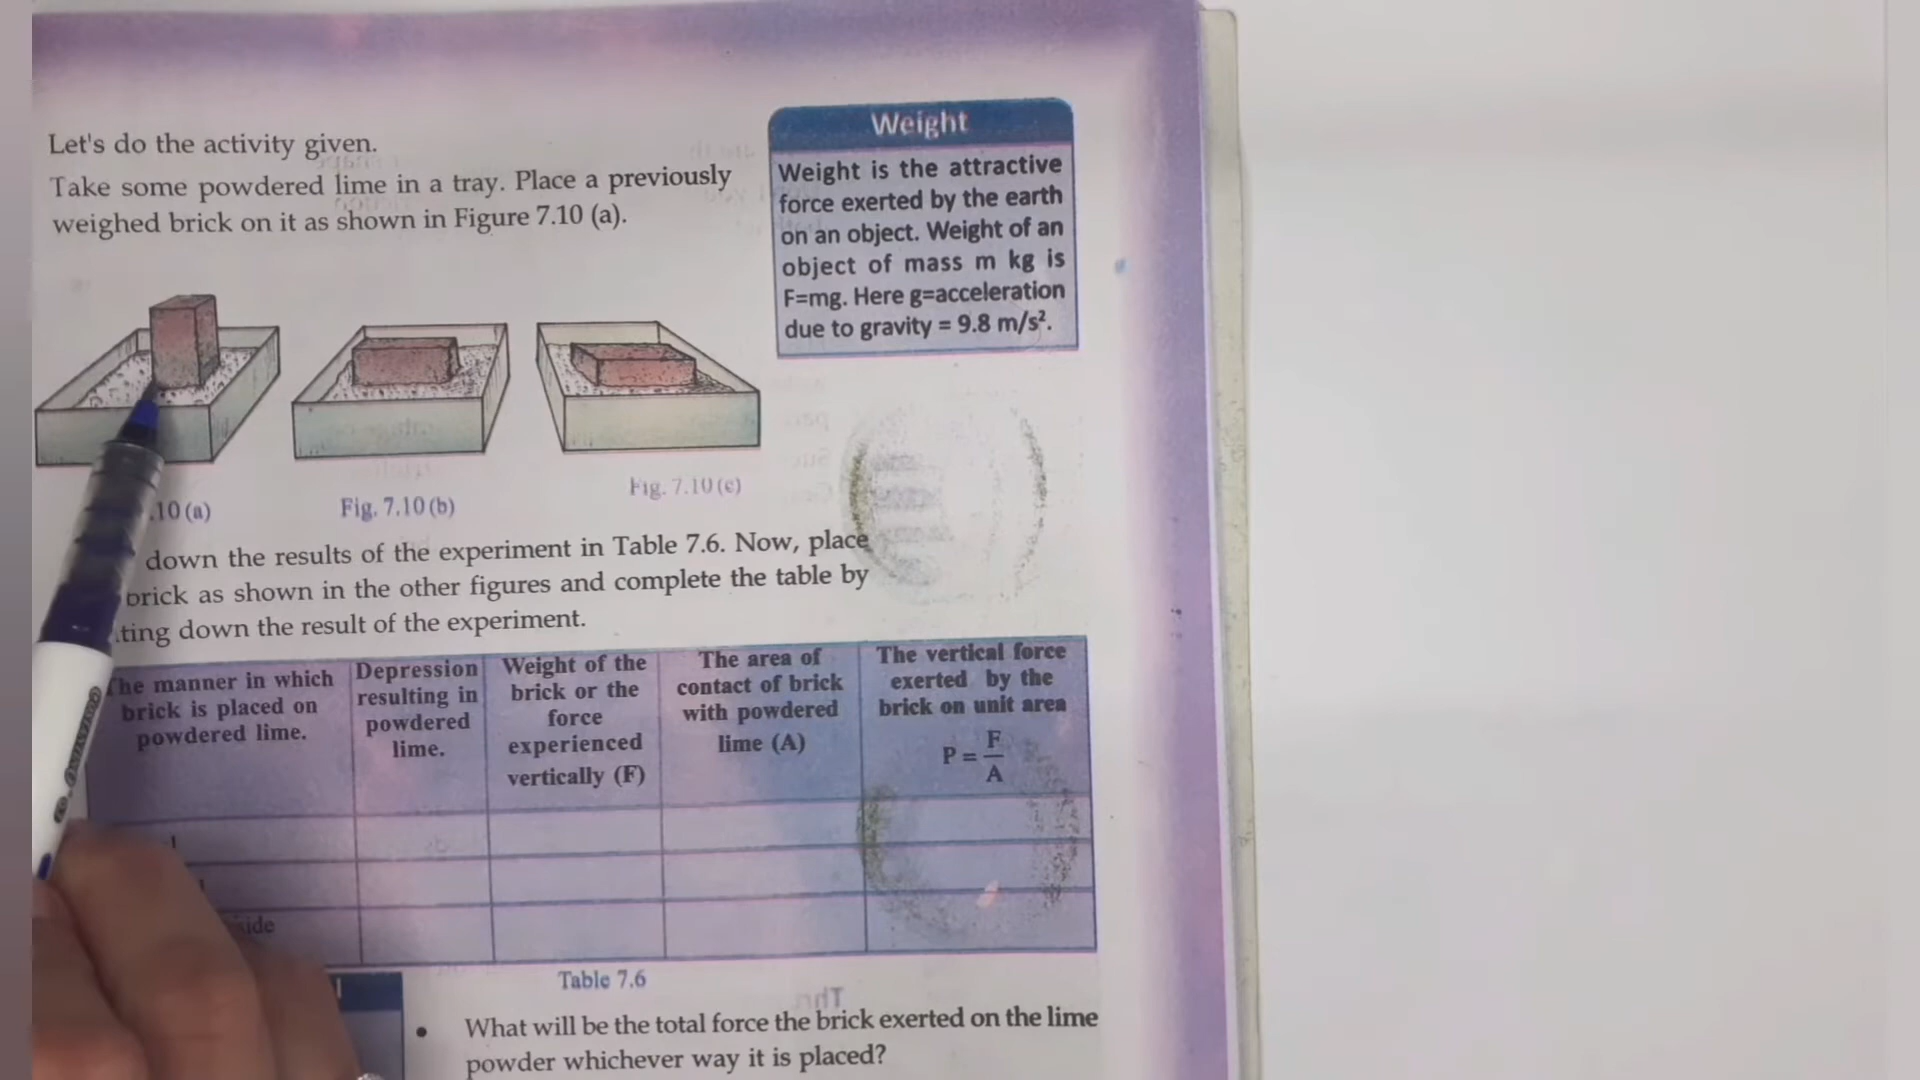 Let's do the activity given.
Take some powdered lime in a tray. Place a previously
weighed brick on it as shown in Figure 7.10 (a).
Weight
Weight is the attractive
force exerted by the earth
on an object. Weight of an
object of mass m kg is
F=mg. Here g=acceleration
due to gravity = 9.8 m/s².
.10 (a)
Fig. 7.10 (b)
Fig. 7.10 (c)
down the results of the experiment in Table 7.6. Now, place
brick as shown in the other figures and complete the table by
ting down the result of the experiment.
The manner in which
brick is placed on
powdered lime.
Depression
resulting in
powdered
lime.
Weight of the
brick or the
force
experienced
vertically (F)
The area of
contact of brick
with powdered
lime (A)
The vertical force
exerted by the
brick on unit area
P = F/A
side
Table 7.6
• What will be the total force the brick exerted on the lime
powder whichever way it is placed?